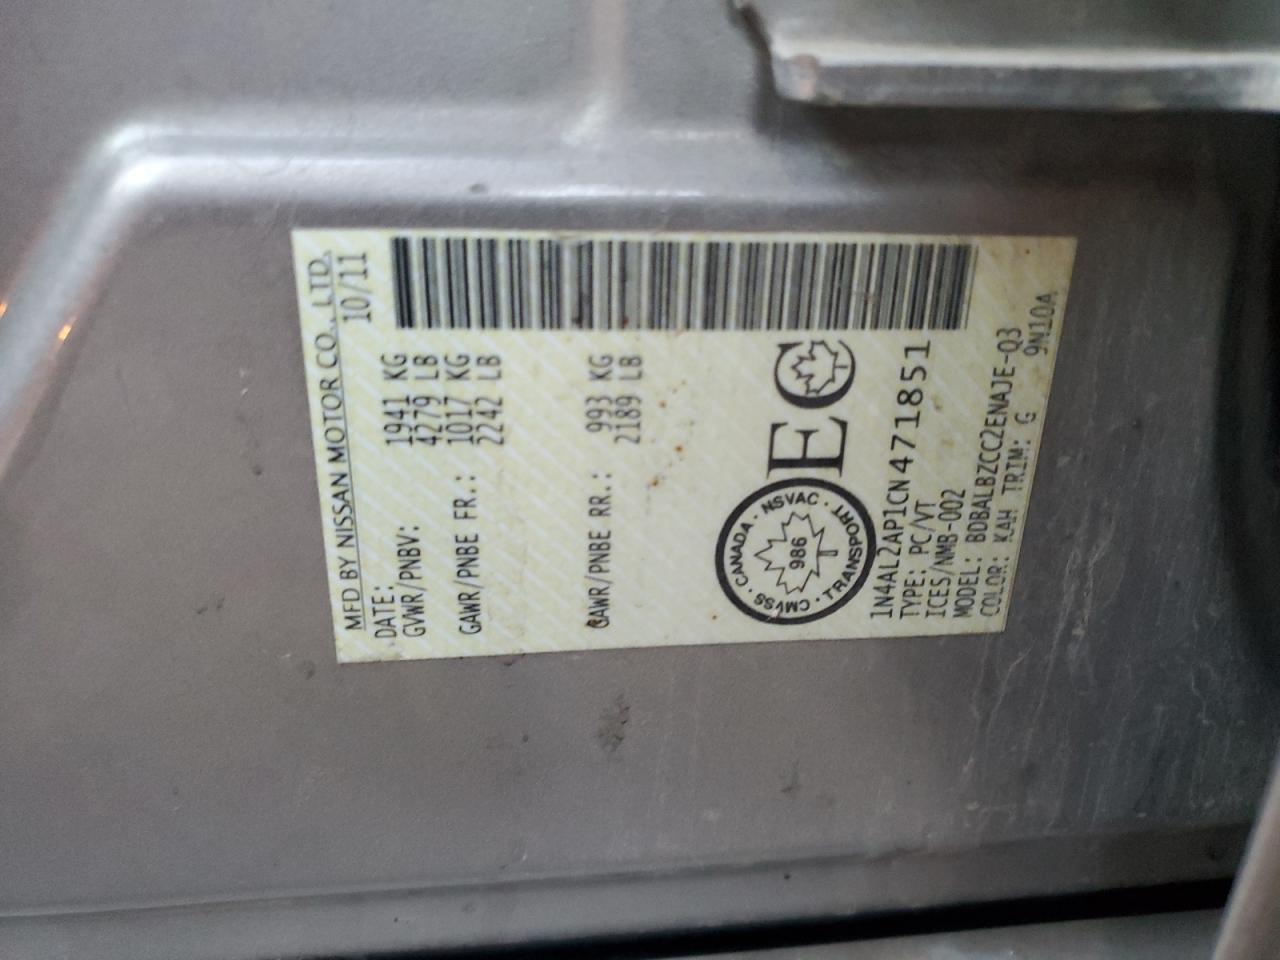 MFD BY NISSAN MOTOR CO., LTD.
DATE: 10/11
GVWR/PNBV: 1941 KG
4279 LB
GAWR/PNBE FR.: 1017 KG
2242 LB
GAWR/PNBE RR.: 993 KG
2189 LB
CANADA · NSVAC · TRANSPORT · CMVSS ·
986
EC
1N4AL2AP1CN471851
TYPE: PC/VT
ICES/NMB-002
MODEL: BDBALBZCC2ENAJE-Q3
COLOR: KAH TRIM: G 9N10A